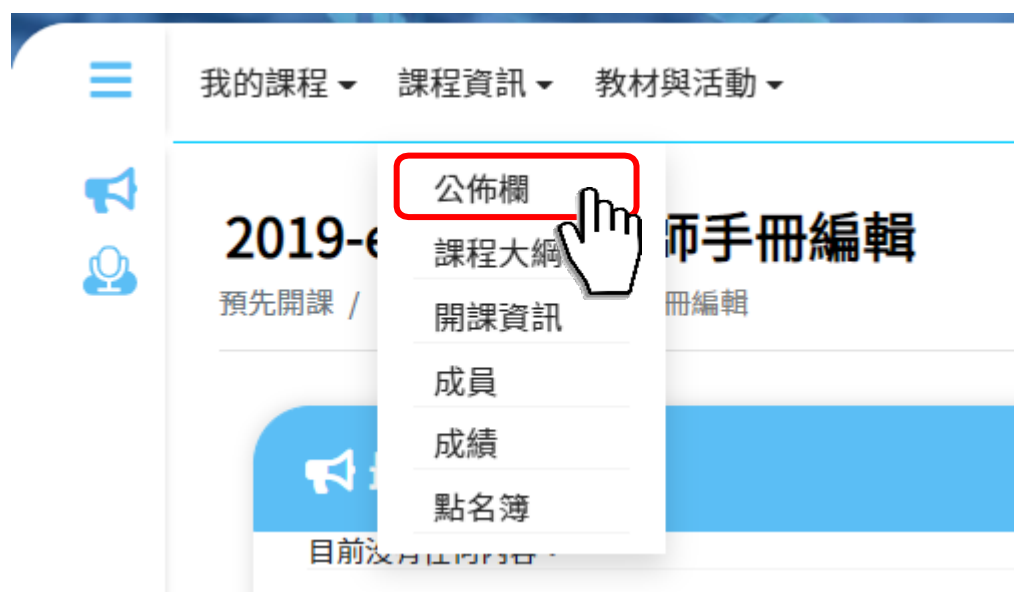 我的課程 課程資訊 教材與活動
公佈欄
課程大綱
開課資訊
成員
成績
點名簿
2019-e 師手冊編輯
預先開課 / 冊編輯
目前沒有任何內容。